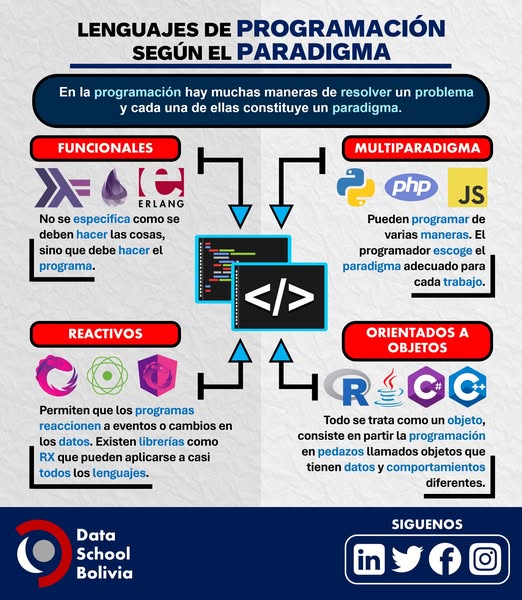 LENGUAJES DE PROGRAMACIÓN
SEGÚN EL PARADIGMA
En la programación hay muchas maneras de resolver un problema
y cada una de ellas constituye un paradigma.
FUNCIONALES
ERLANG
No se especifica como se
deben hacer las cosas,
sino que debe hacer el
programa.
MULTIPARADIGMA
php
JS
Pueden programar de
varias maneras. El
programador escoge el
paradigma adecuado para
cada trabajo.
</>
REACTIVOS
Permiten que los programas
reaccionen a eventos o cambios en
los datos. Existen librerías como
RX que pueden aplicarse a casi
todos los lenguajes.
ORIENTADOS A
OBJETOS
R
Java
C#
C++
Todo se trata como un objeto,
consiste en partir la programación
en pedazos llamados objetos que
tienen datos y comportamientos
diferentes.
Data
School
Bolivia
SIGUENOS
in